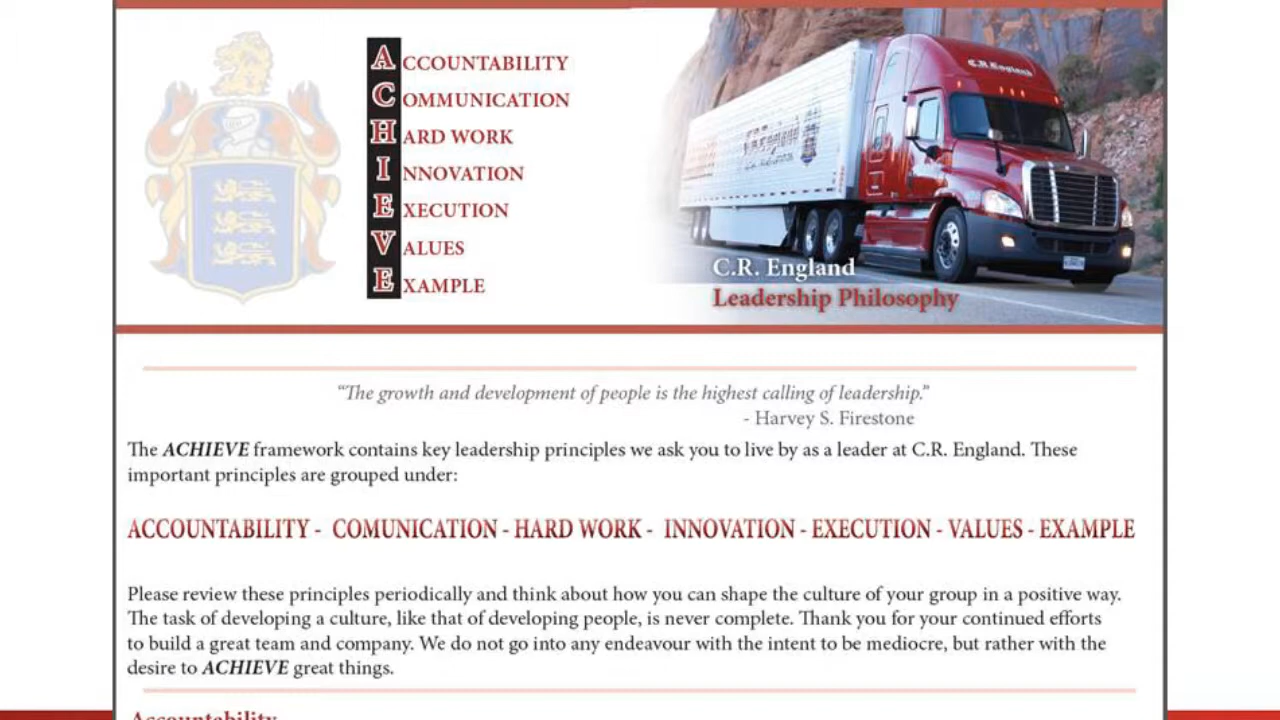 ACCOUNTABILITY
COMMUNICATION
HARD WORK
INNOVATION
EXECUTION
VALUES
EXAMPLE
C.R. England
C.R. England
C.R. England
Leadership Philosophy
“The growth and development of people is the highest calling of leadership.”
- Harvey S. Firestone
The ACHIEVE framework contains key leadership principles we ask you to live by as a leader at C.R. England. These
important principles are grouped under:
ACCOUNTABILITY - COMUNICATION - HARD WORK - INNOVATION - EXECUTION - VALUES - EXAMPLE
Please review these principles periodically and think about how you can shape the culture of your group in a positive way.
The task of developing a culture, like that of developing people, is never complete. Thank you for your continued efforts
to build a great team and company. We do not go into any endeavour with the intent to be mediocre, but rather with the
desire to ACHIEVE great things.
Accountability